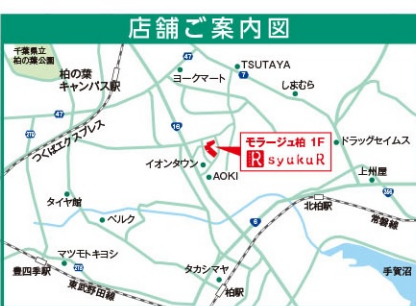 店舗ご案内図
千葉県立
柏の葉公園
柏の葉
キャンパス駅
47
ヨークマート
TSUTAYA
7
しまむら
47
278
つくばエクスプレス
16
モラージュ柏 1F
R syukuR
ドラッグセイムス
イオンタウン
AOKI
上州屋
タイヤ館
ベルク
6
北柏駅
常磐線
マツモトキヨシ
豊四季駅
278
東武野田線
タカシマヤ
柏駅
手賀沼